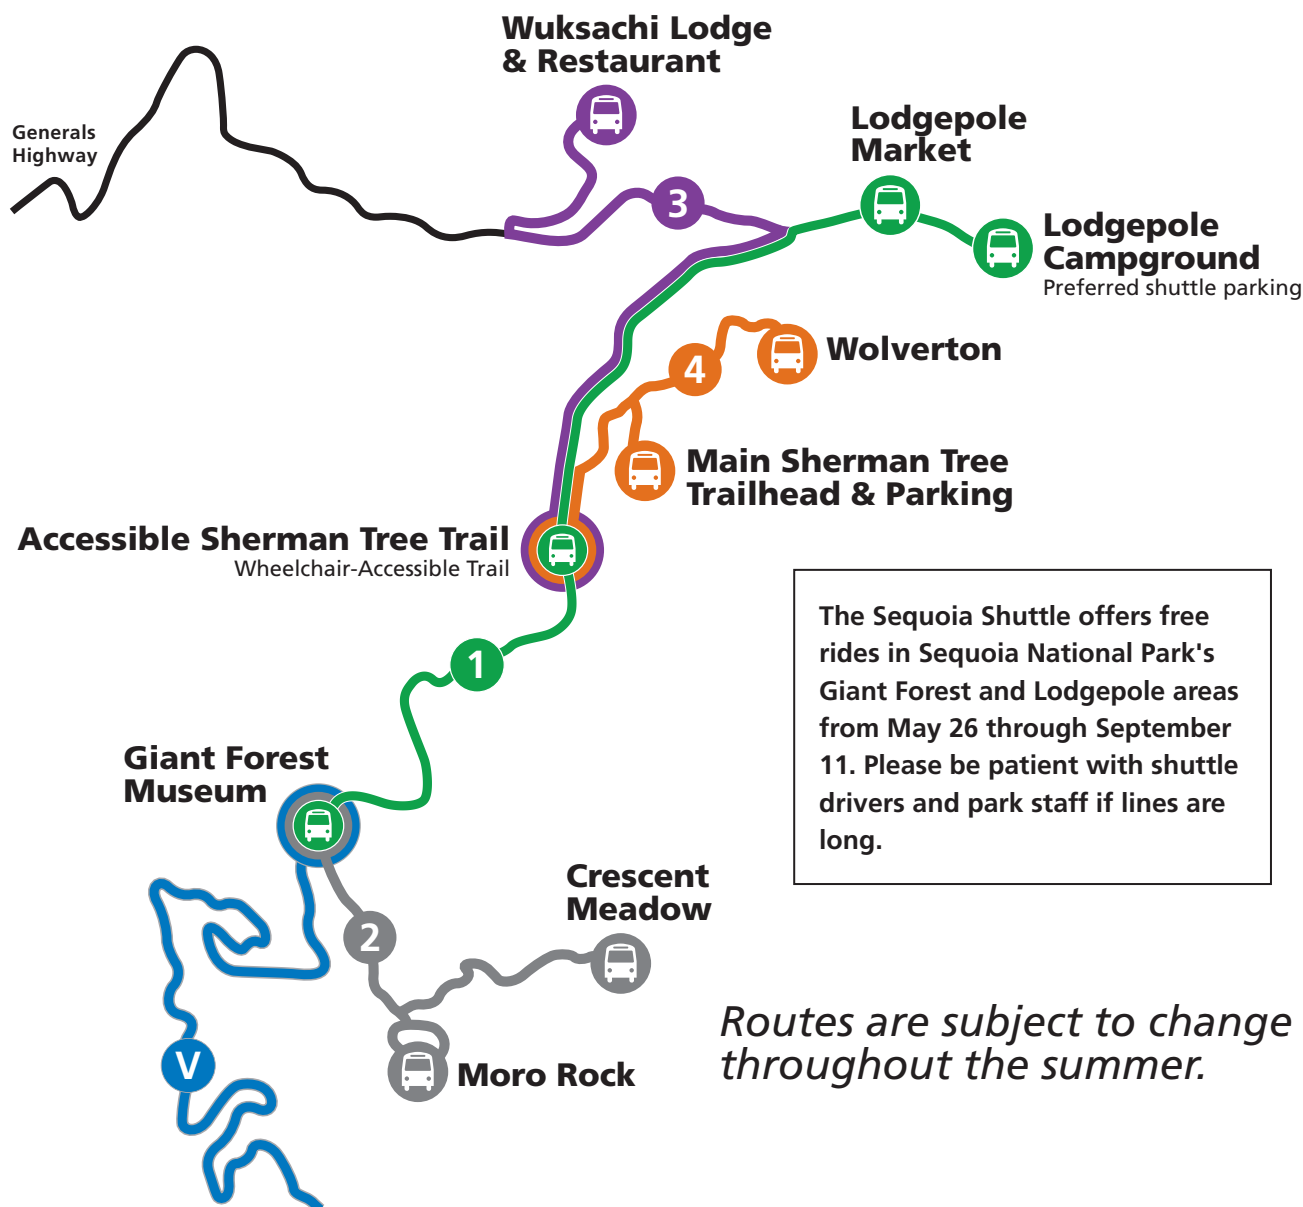 Wuksachi Lodge
& Restaurant
Generals
Highway
Lodgepole
Market
3
Lodgepole
Campground
Preferred shuttle parking
Wolverton
4
Main Sherman Tree
Trailhead & Parking
Accessible Sherman Tree Trail
Wheelchair-Accessible Trail
The Sequoia Shuttle offers free
rides in Sequoia National Park's
Giant Forest and Lodgepole areas
from May 26 through September
11. Please be patient with shuttle
drivers and park staff if lines are
long.
1
Giant Forest
Museum
Crescent
Meadow
2
Routes are subject to change
throughout the summer.
V
Moro Rock